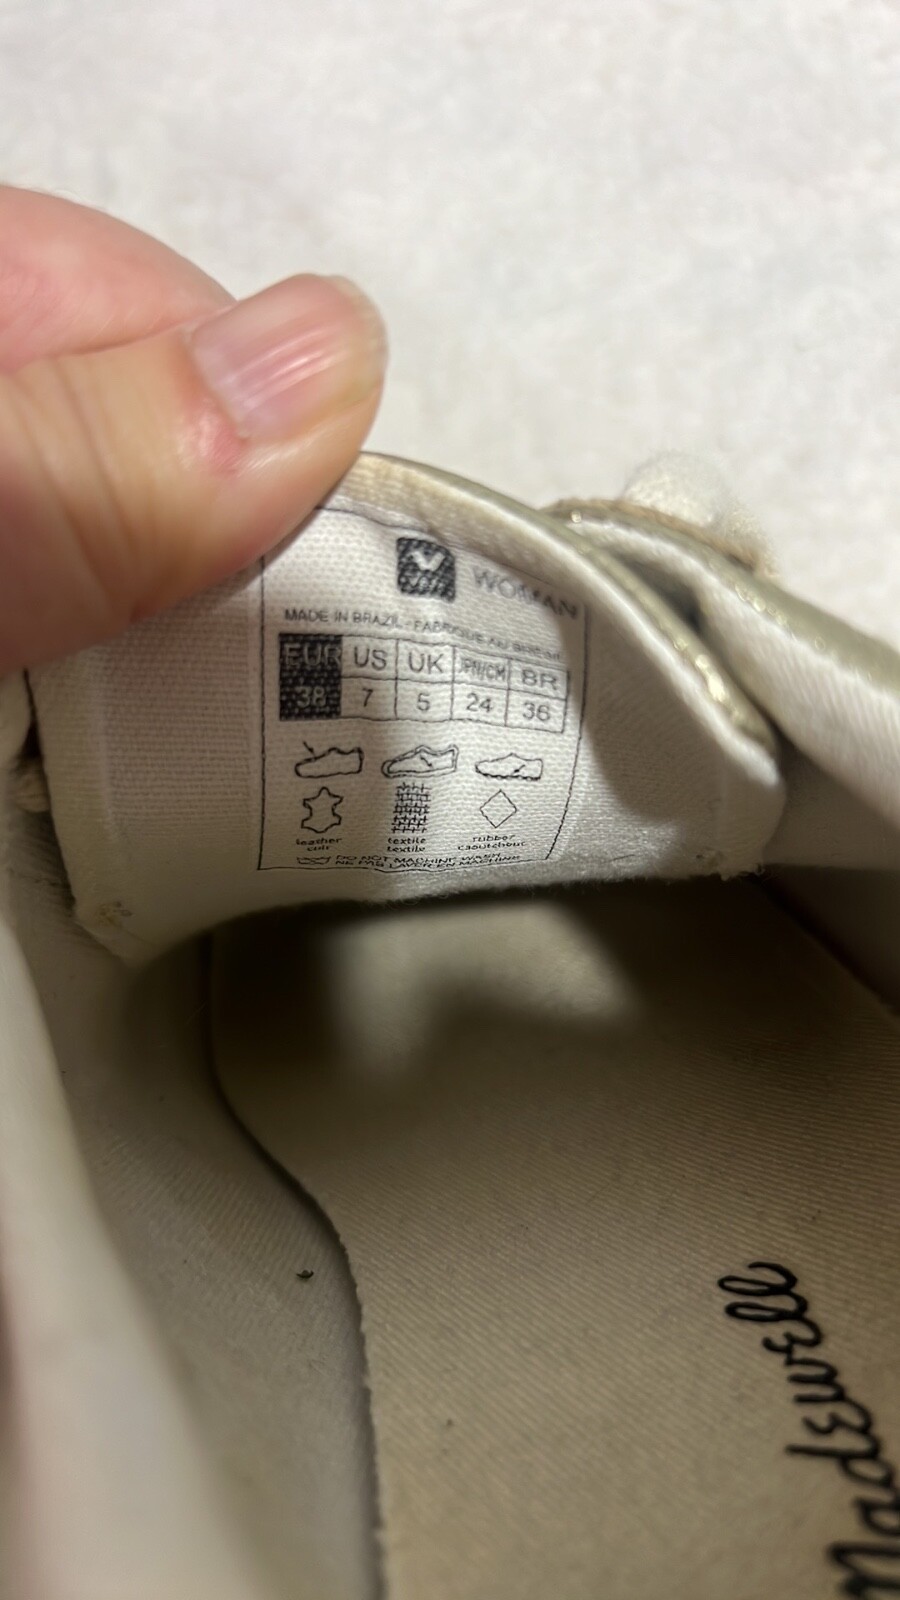 V WOMAN
MADE IN BRAZIL - FABRIQUÉ AU BRÉSIL
EUR US UK JPN/CM BR
38 7 5 24 36
leather textile rubber
cuir textile caoutchouc
DO NOT MACHINE WASH
NE PAS LAVER EN MACHINE
Madewell